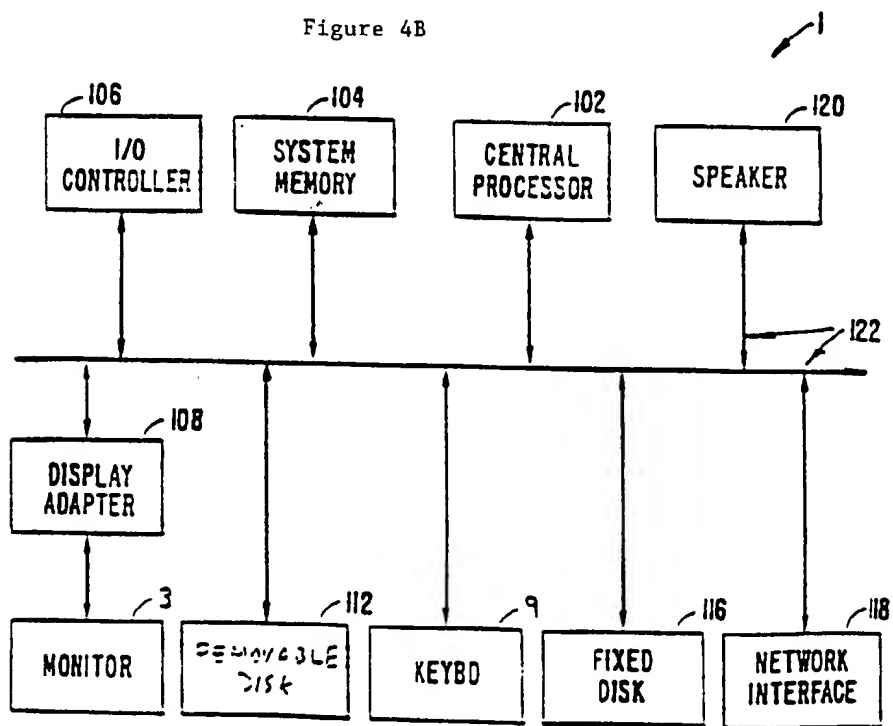 Figure 4B
1
106
104
102
120
I/O
CONTROLLER
SYSTEM
MEMORY
CENTRAL
PROCESSOR
SPEAKER
122
108
DISPLAY
ADAPTER
3
112
9
116
118
MONITOR
REMOVABLE
DISK
KEYBD
FIXED
DISK
NETWORK
INTERFACE